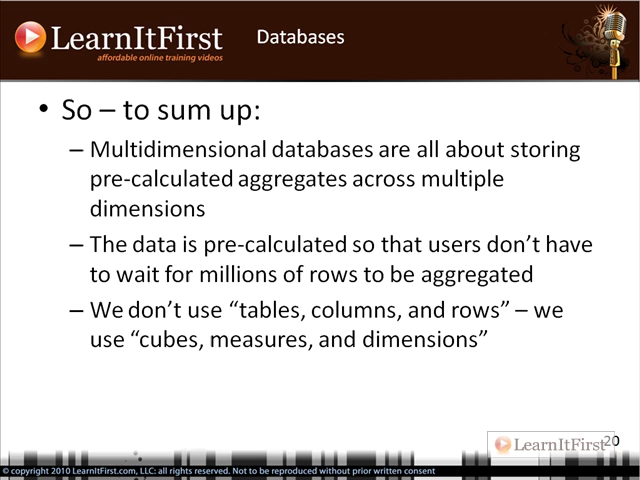 LearnItFirst
affordable online training videos
Databases
• So – to sum up:
– Multidimensional databases are all about storing
pre-calculated aggregates across multiple
dimensions
– The data is pre-calculated so that users don't have
to wait for millions of rows to be aggregated
– We don't use "tables, columns, and rows" – we
use "cubes, measures, and dimensions"
20
LearnItFirst
© copyright 2010 LearnItFirst.com, LLC: all rights reserved. Not to be reproduced without prior written consent